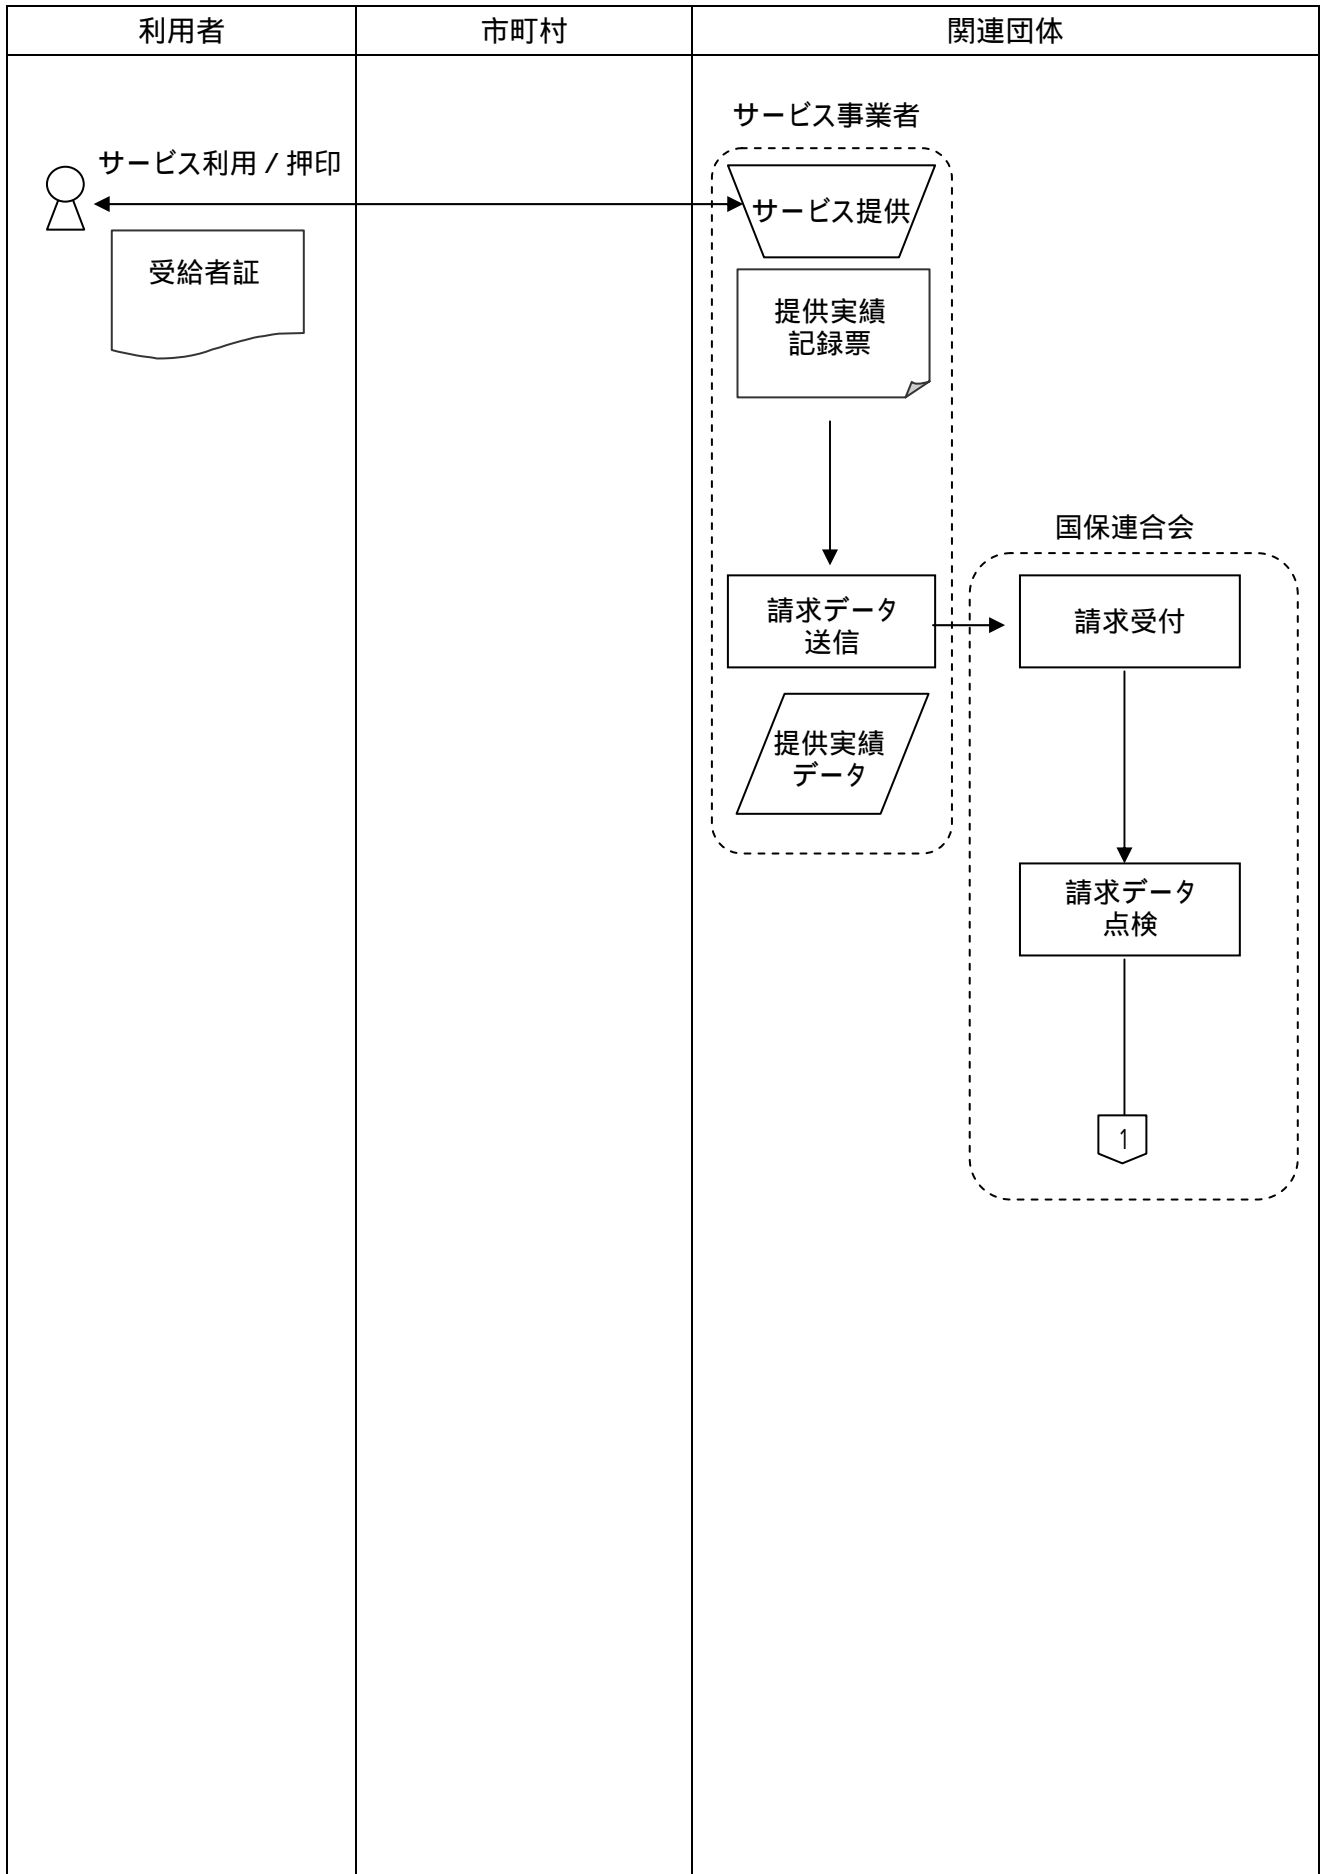 利用者
市町村
関連団体
サービス事業者
サービス利用 / 押印
サービス提供
受給者証
提供実績
記録票
国保連合会
請求データ
送信
請求受付
提供実績
データ
請求データ
点検
1